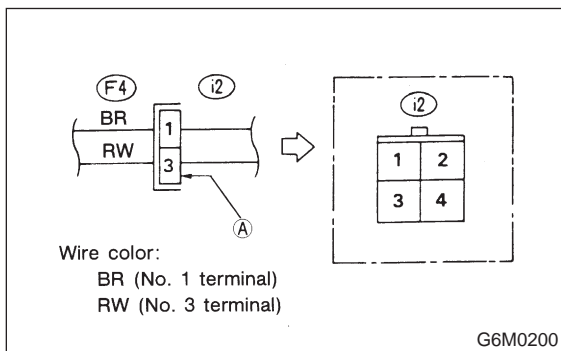 F4 i2
BR
RW
1
3
A
i2
1 2
3 4
Wire color:
BR (No. 1 terminal)
RW (No. 3 terminal)
G6M0200